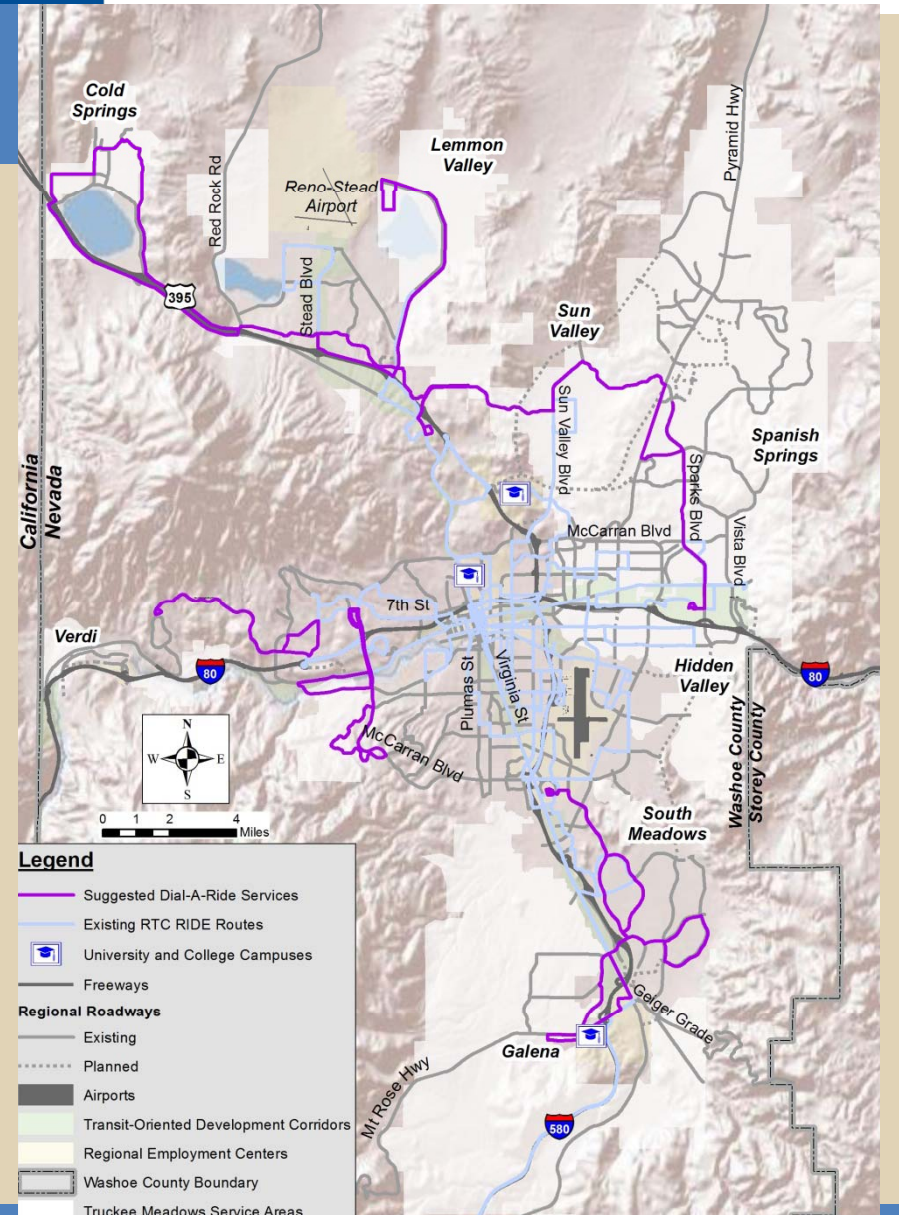 Cold
Springs
Lemmon
Valley
Pyramid Hwy
Red Rock Rd
Reno-Stead
Airport
395
Stead Blvd
Sun
Valley
Sun Valley Blvd
Spanish
Springs
Sparks Blvd
California
Nevada
McCarran Blvd
Vista Blvd
7th St
Verdi
80
Plumas St
Virginia St
Hidden
Valley
80
Washoe County
Storey County
N
W
E
S
McCarran Blvd
0 1 2 4
Miles
South
Meadows
Geiger Grade
Galena
Mt Rose Hwy
580
Legend
Suggested Dial-A-Ride Services
Existing RTC RIDE Routes
University and College Campuses
Freeways
Regional Roadways
Existing
Planned
Airports
Transit-Oriented Development Corridors
Regional Employment Centers
Washoe County Boundary
Truckee Meadows Service Areas